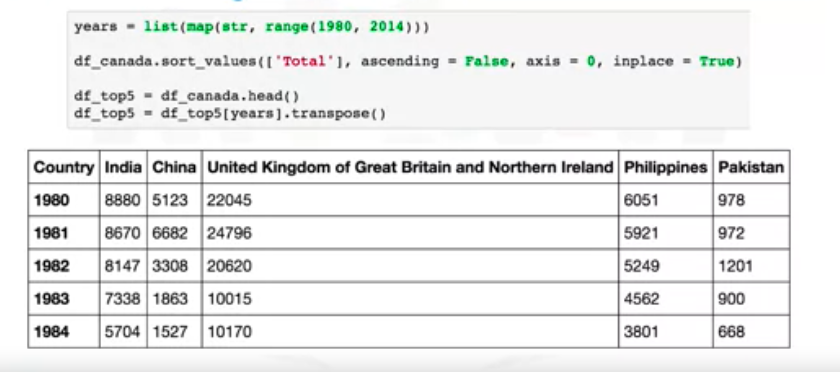 years = list(map(str, range(1980, 2014)))
df_canada.sort_values(['Total'], ascending = False, axis = 0, inplace = True)
df_top5 = df_canada.head()
df_top5 = df_top5[years].transpose()
Country India China United Kingdom of Great Britain and Northern Ireland Philippines Pakistan
1980 8880 5123 22045 6051 978
1981 8670 6682 24796 5921 972
1982 8147 3308 20620 5249 1201
1983 7338 1863 10015 4562 900
1984 5704 1527 10170 3801 668